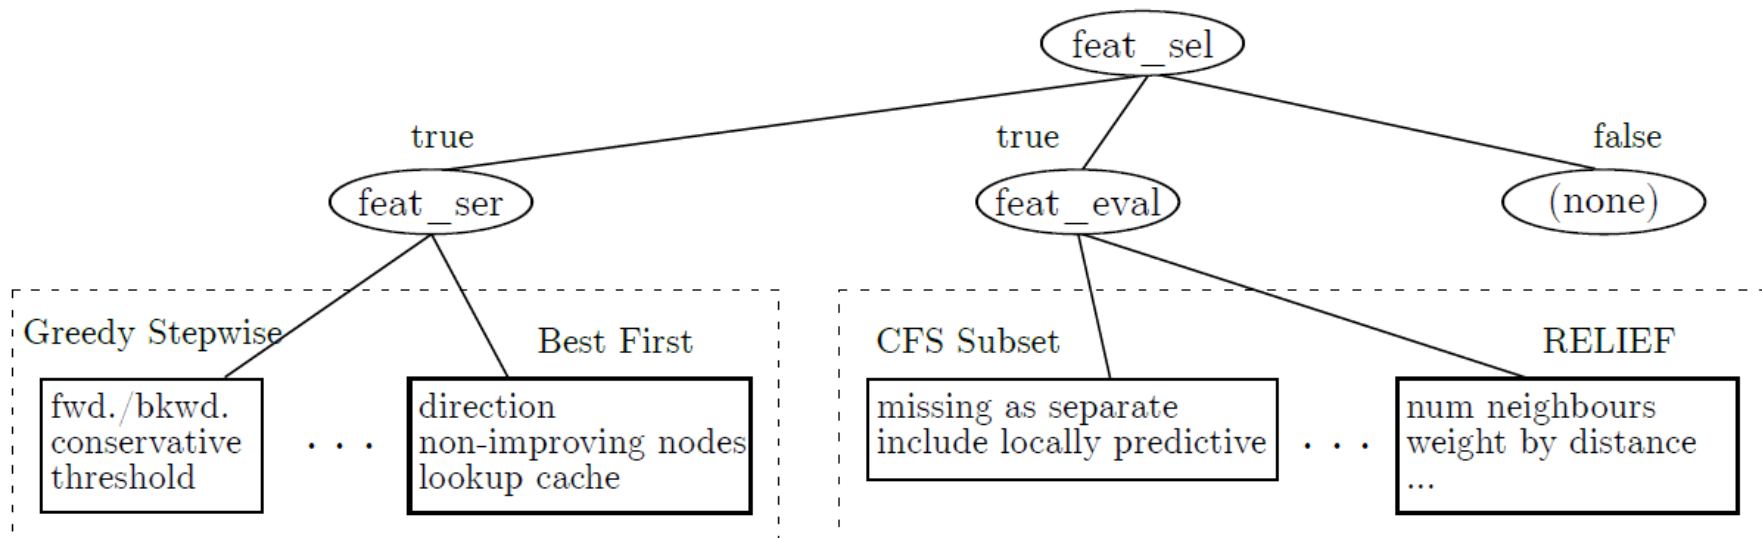 feat_sel
true
true
false
feat_ser
feat_eval
(none)
Greedy Stepwise
Best First
CFS Subset
RELIEF
fwd./bkwd.
conservative
threshold
. . .
direction
non-improving nodes
lookup cache
missing as separate
include locally predictive
. . .
num neighbours
weight by distance
...